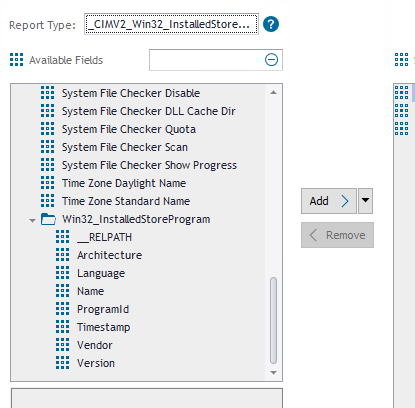 Report Type: _CIMV2_Win32_InstalledStore...
Available Fields
System File Checker Disable
System File Checker DLL Cache Dir
System File Checker Quota
System File Checker Scan
System File Checker Show Progress
Time Zone Daylight Name
Time Zone Standard Name
Win32_InstalledStoreProgram
__RELPATH
Architecture
Language
Name
ProgramId
Timestamp
Vendor
Version
Add
Remove